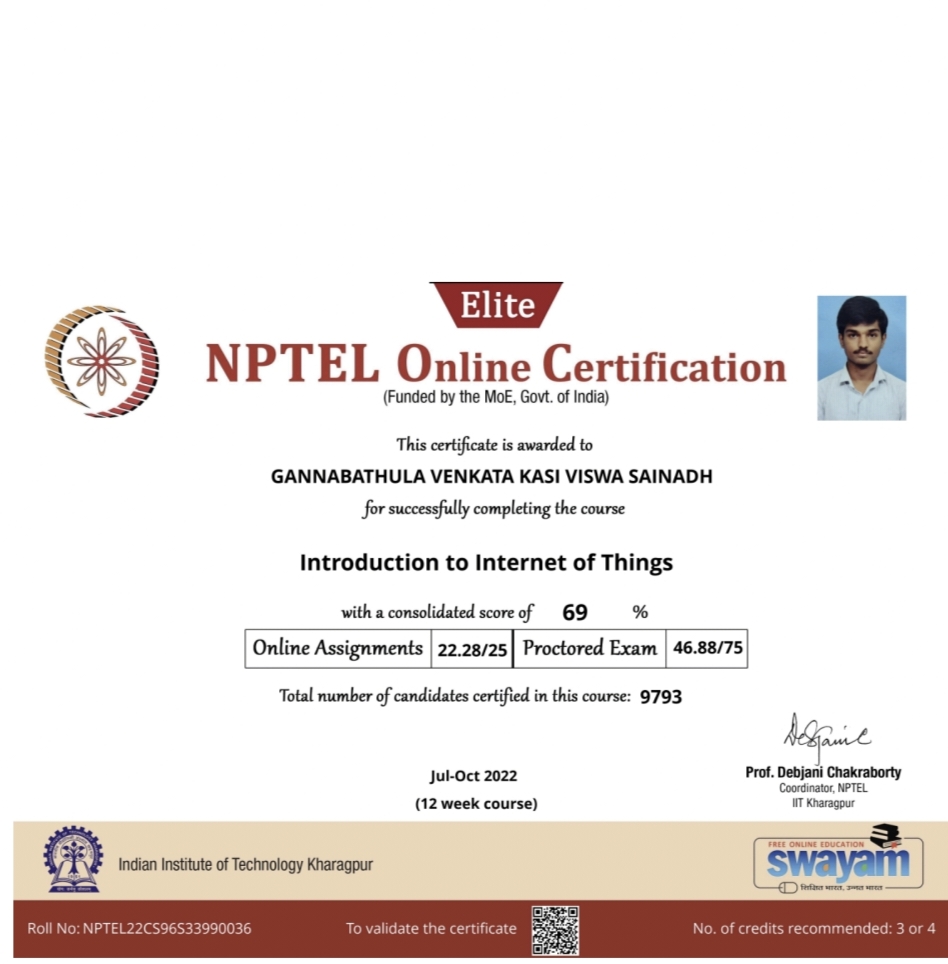 Elite
NPTEL Online Certification
(Funded by the MoE, Govt. of India)
This certificate is awarded to
GANNABATHULA VENKATA KASI VISWA SAINADH
for successfully completing the course
Introduction to Internet of Things
with a consolidated score of 69 %
Online Assignments 22.28/25 Proctored Exam 46.88/75
Total number of candidates certified in this course: 9793
Jul-Oct 2022
(12 week course)
Prof. Debjani Chakraborty
Coordinator, NPTEL
IIT Kharagpur
Indian Institute of Technology Kharagpur
FREE ONLINE EDUCATION
swayam
शिक्षित भारत, उन्नत भारत
Roll No: NPTEL22CS96S33990036
To validate the certificate
No. of credits recommended: 3 or 4